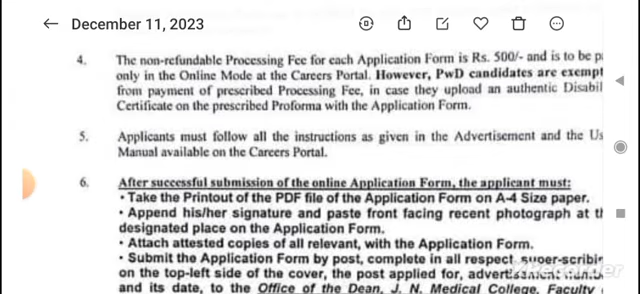 December 11, 2023
4. The non-refundable Processing Fee for each Application Form is Rs. 500/- and is to be
only in the Online Mode at the Careers Portal. However, PwD candidates are exempt
from payment of prescribed Processing Fee, in case they upload an authentic Disabil
Certificate on the prescribed Proforma with the Application Form.
5. Applicants must follow all the instructions as given in the Advertisement and the Us
Manual available on the Careers Portal.
6. After successful submission of the online Application Form, the applicant must:
• Take the Printout of the PDF file of the Application Form on A-4 Size paper.
• Append his/her signature and paste front facing recent photograph at th
designated place on the Application Form.
• Attach attested copies of all relevant, with the Application Form.
• Submit the Application Form by post, complete in all respect super-scribin
on the top-left side of the cover, the post applied for,
and its date, to the Office of the Dean, J. N. Medical College, Faculty